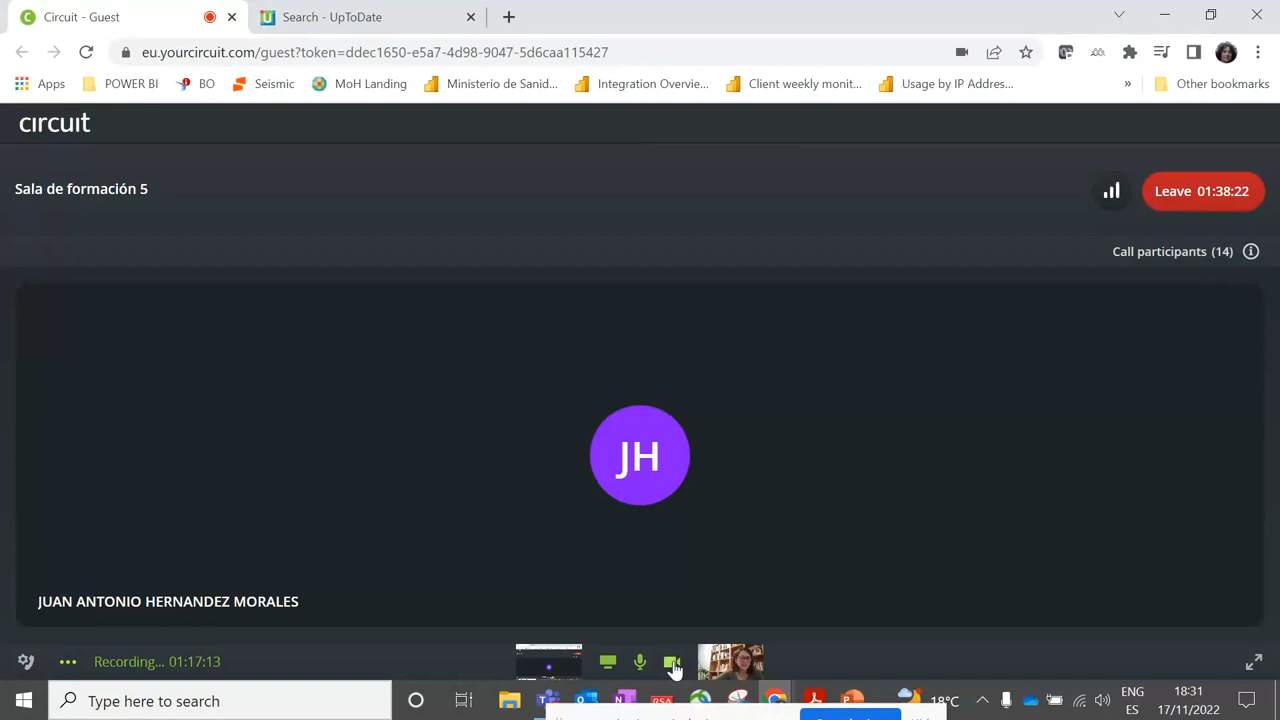 Circuit - Guest
Search - UpToDate
eu.yourcircuit.com/guest?token=ddec1650-e5a7-4d98-9047-5d6caa115427
Apps
POWER BI
BO
Seismic
MoH Landing
Ministerio de Sanid...
Integration Overvie...
Client weekly monit...
Usage by IP Addres...
»
Other bookmarks
cırcuıt
Sala de formación 5
Leave 01:38:22
Call participants (14)
JH
JUAN ANTONIO HERNANDEZ MORALES
Recording... 01:17:13
Type here to search
RSA
18°C
ENG
ES
18:31
17/11/2022